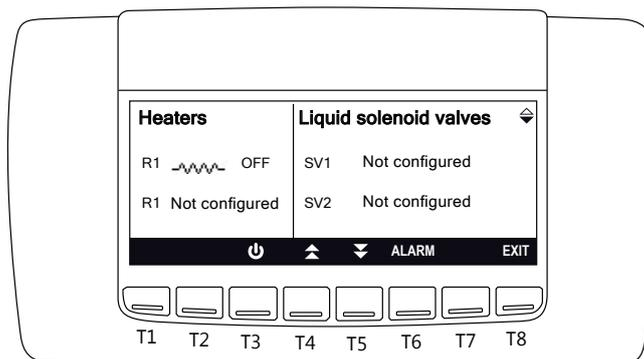 Heaters Liquid solenoid valves
R1 OFF SV1 Not configured
R1 Not configured SV2 Not configured
ALARM EXIT
T1 T2 T3 T4 T5 T6 T7 T8